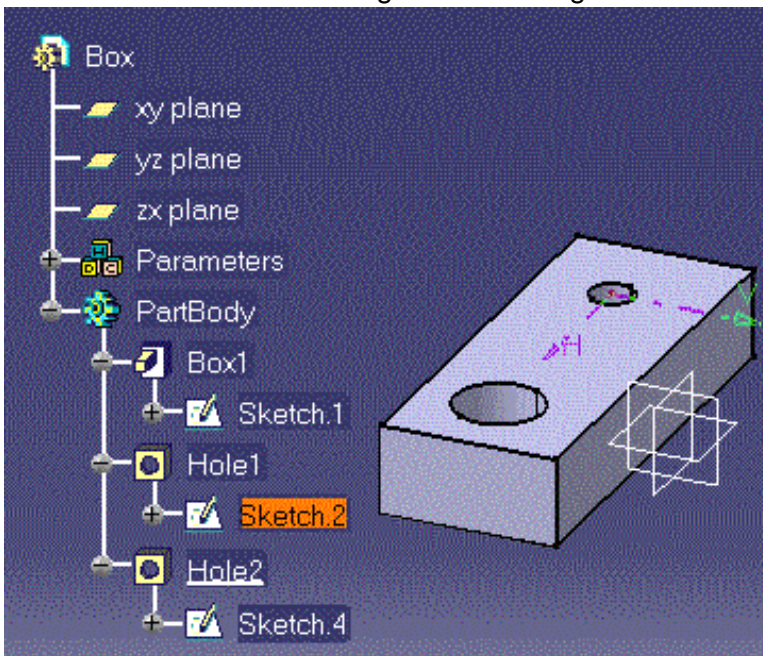 Box
xy plane
yz plane
zx plane
Parameters
PartBody
Box1
Sketch.1
Hole1
Sketch.2
Hole2
Sketch.4
V
H